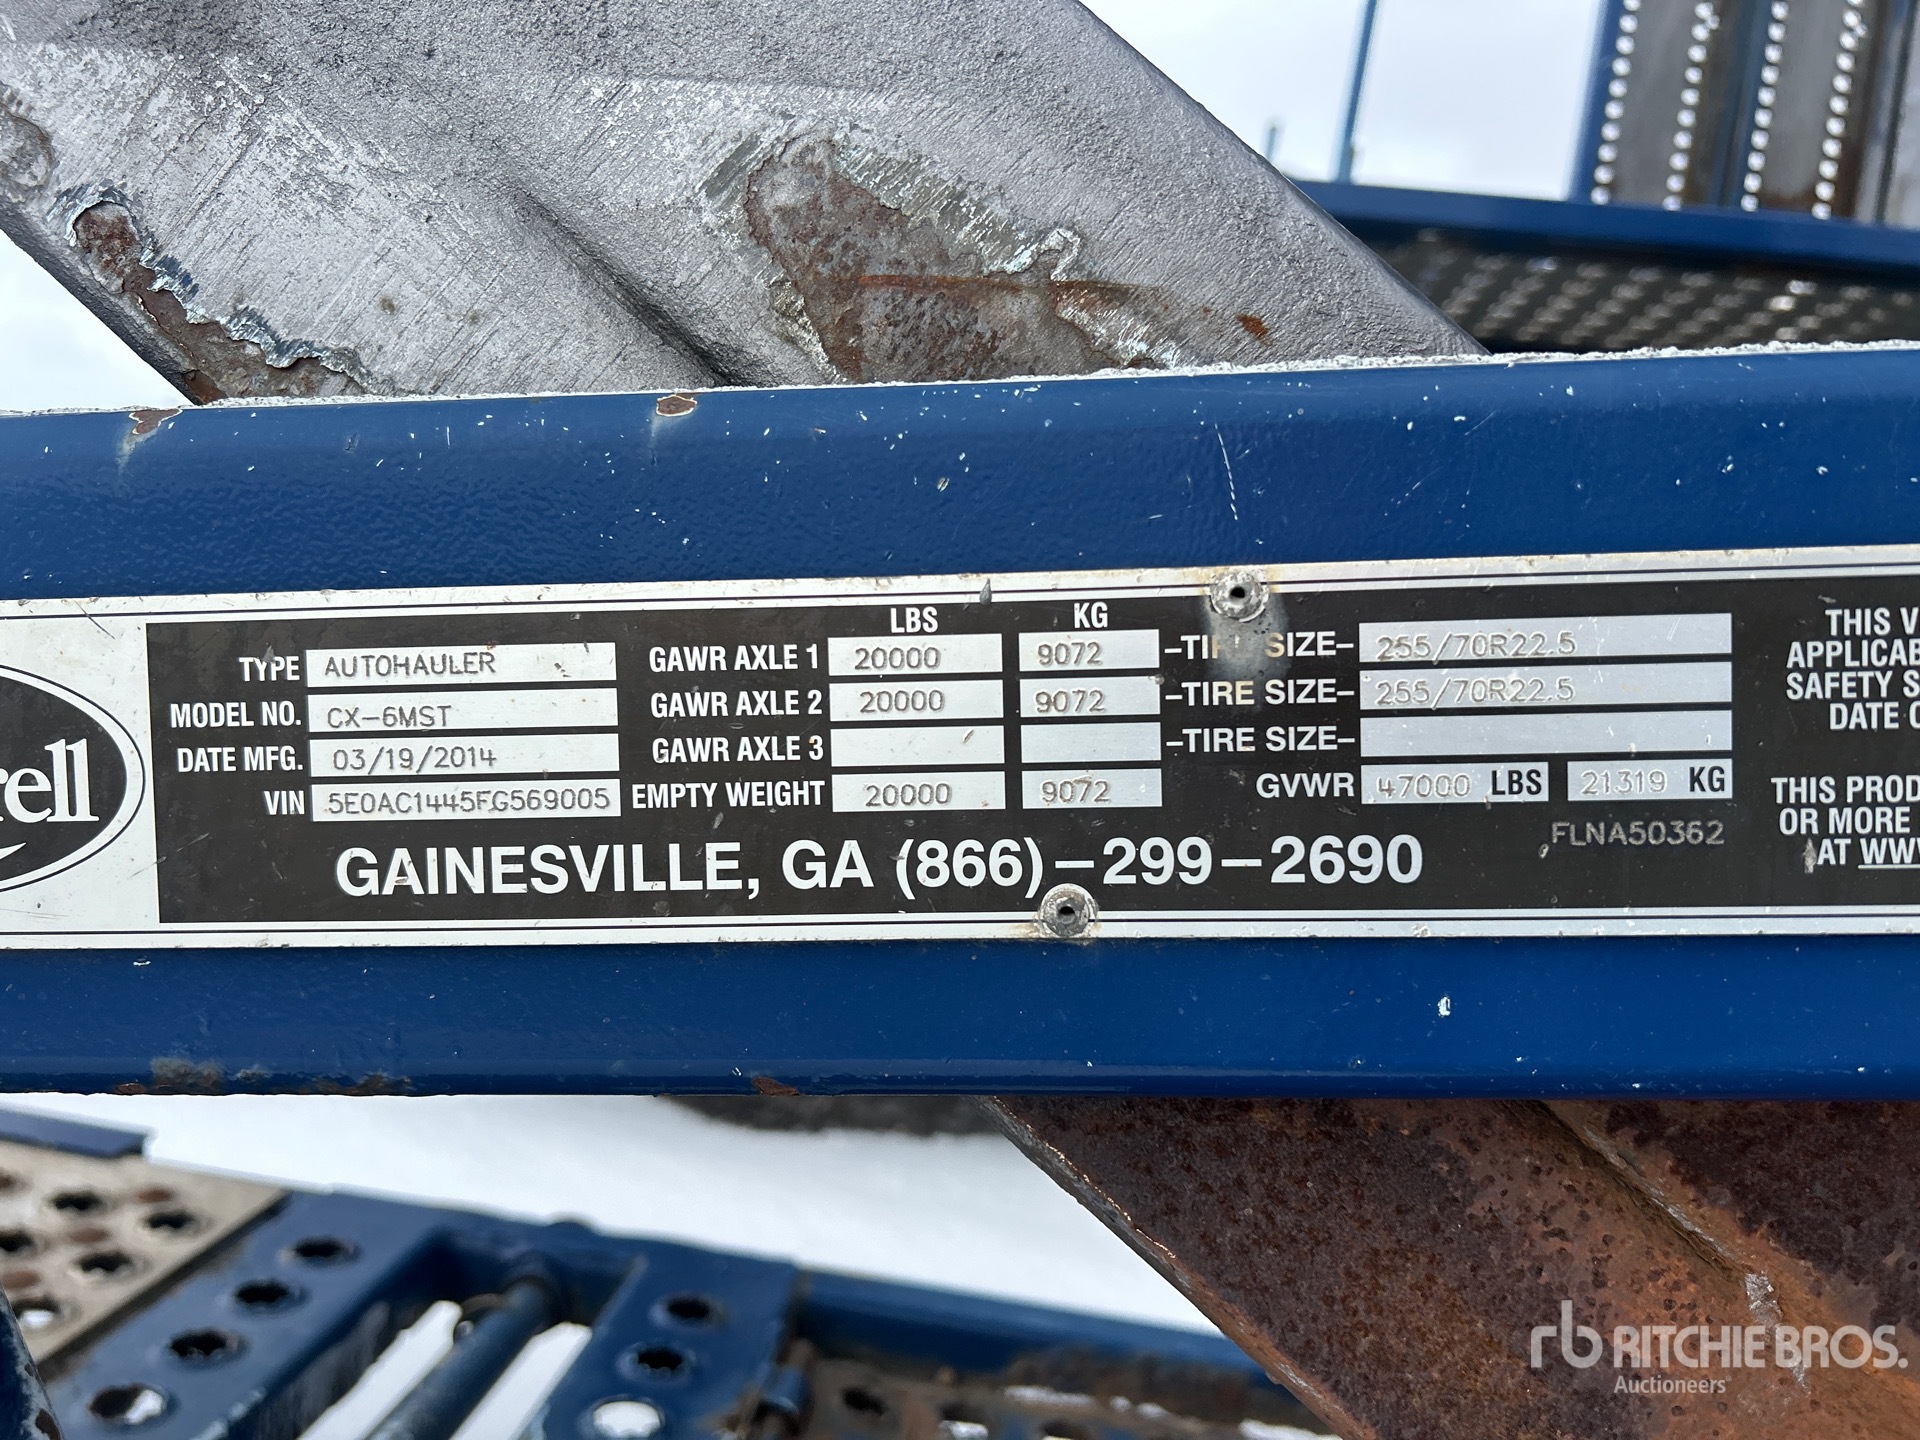 rell
TYPE AUTOHAULER
MODEL NO. CX-6MST
DATE MFG. 03/19/2014
VIN 5E0AC1445FG569005
LBS KG
GAWR AXLE 1 20000 9072 -TIRE SIZE- 255/70R22.5
GAWR AXLE 2 20000 9072 -TIRE SIZE- 255/70R22.5
GAWR AXLE 3 -TIRE SIZE-
EMPTY WEIGHT 20000 9072 GVWR 47000 LBS 21319 KG
FLNA50362
GAINESVILLE, GA (866)-299-2690
THIS V
APPLICAB
SAFETY S
DATE O
THIS PROD
OR MORE
AT WWW
rb RITCHIE BROS.
Auctioneers